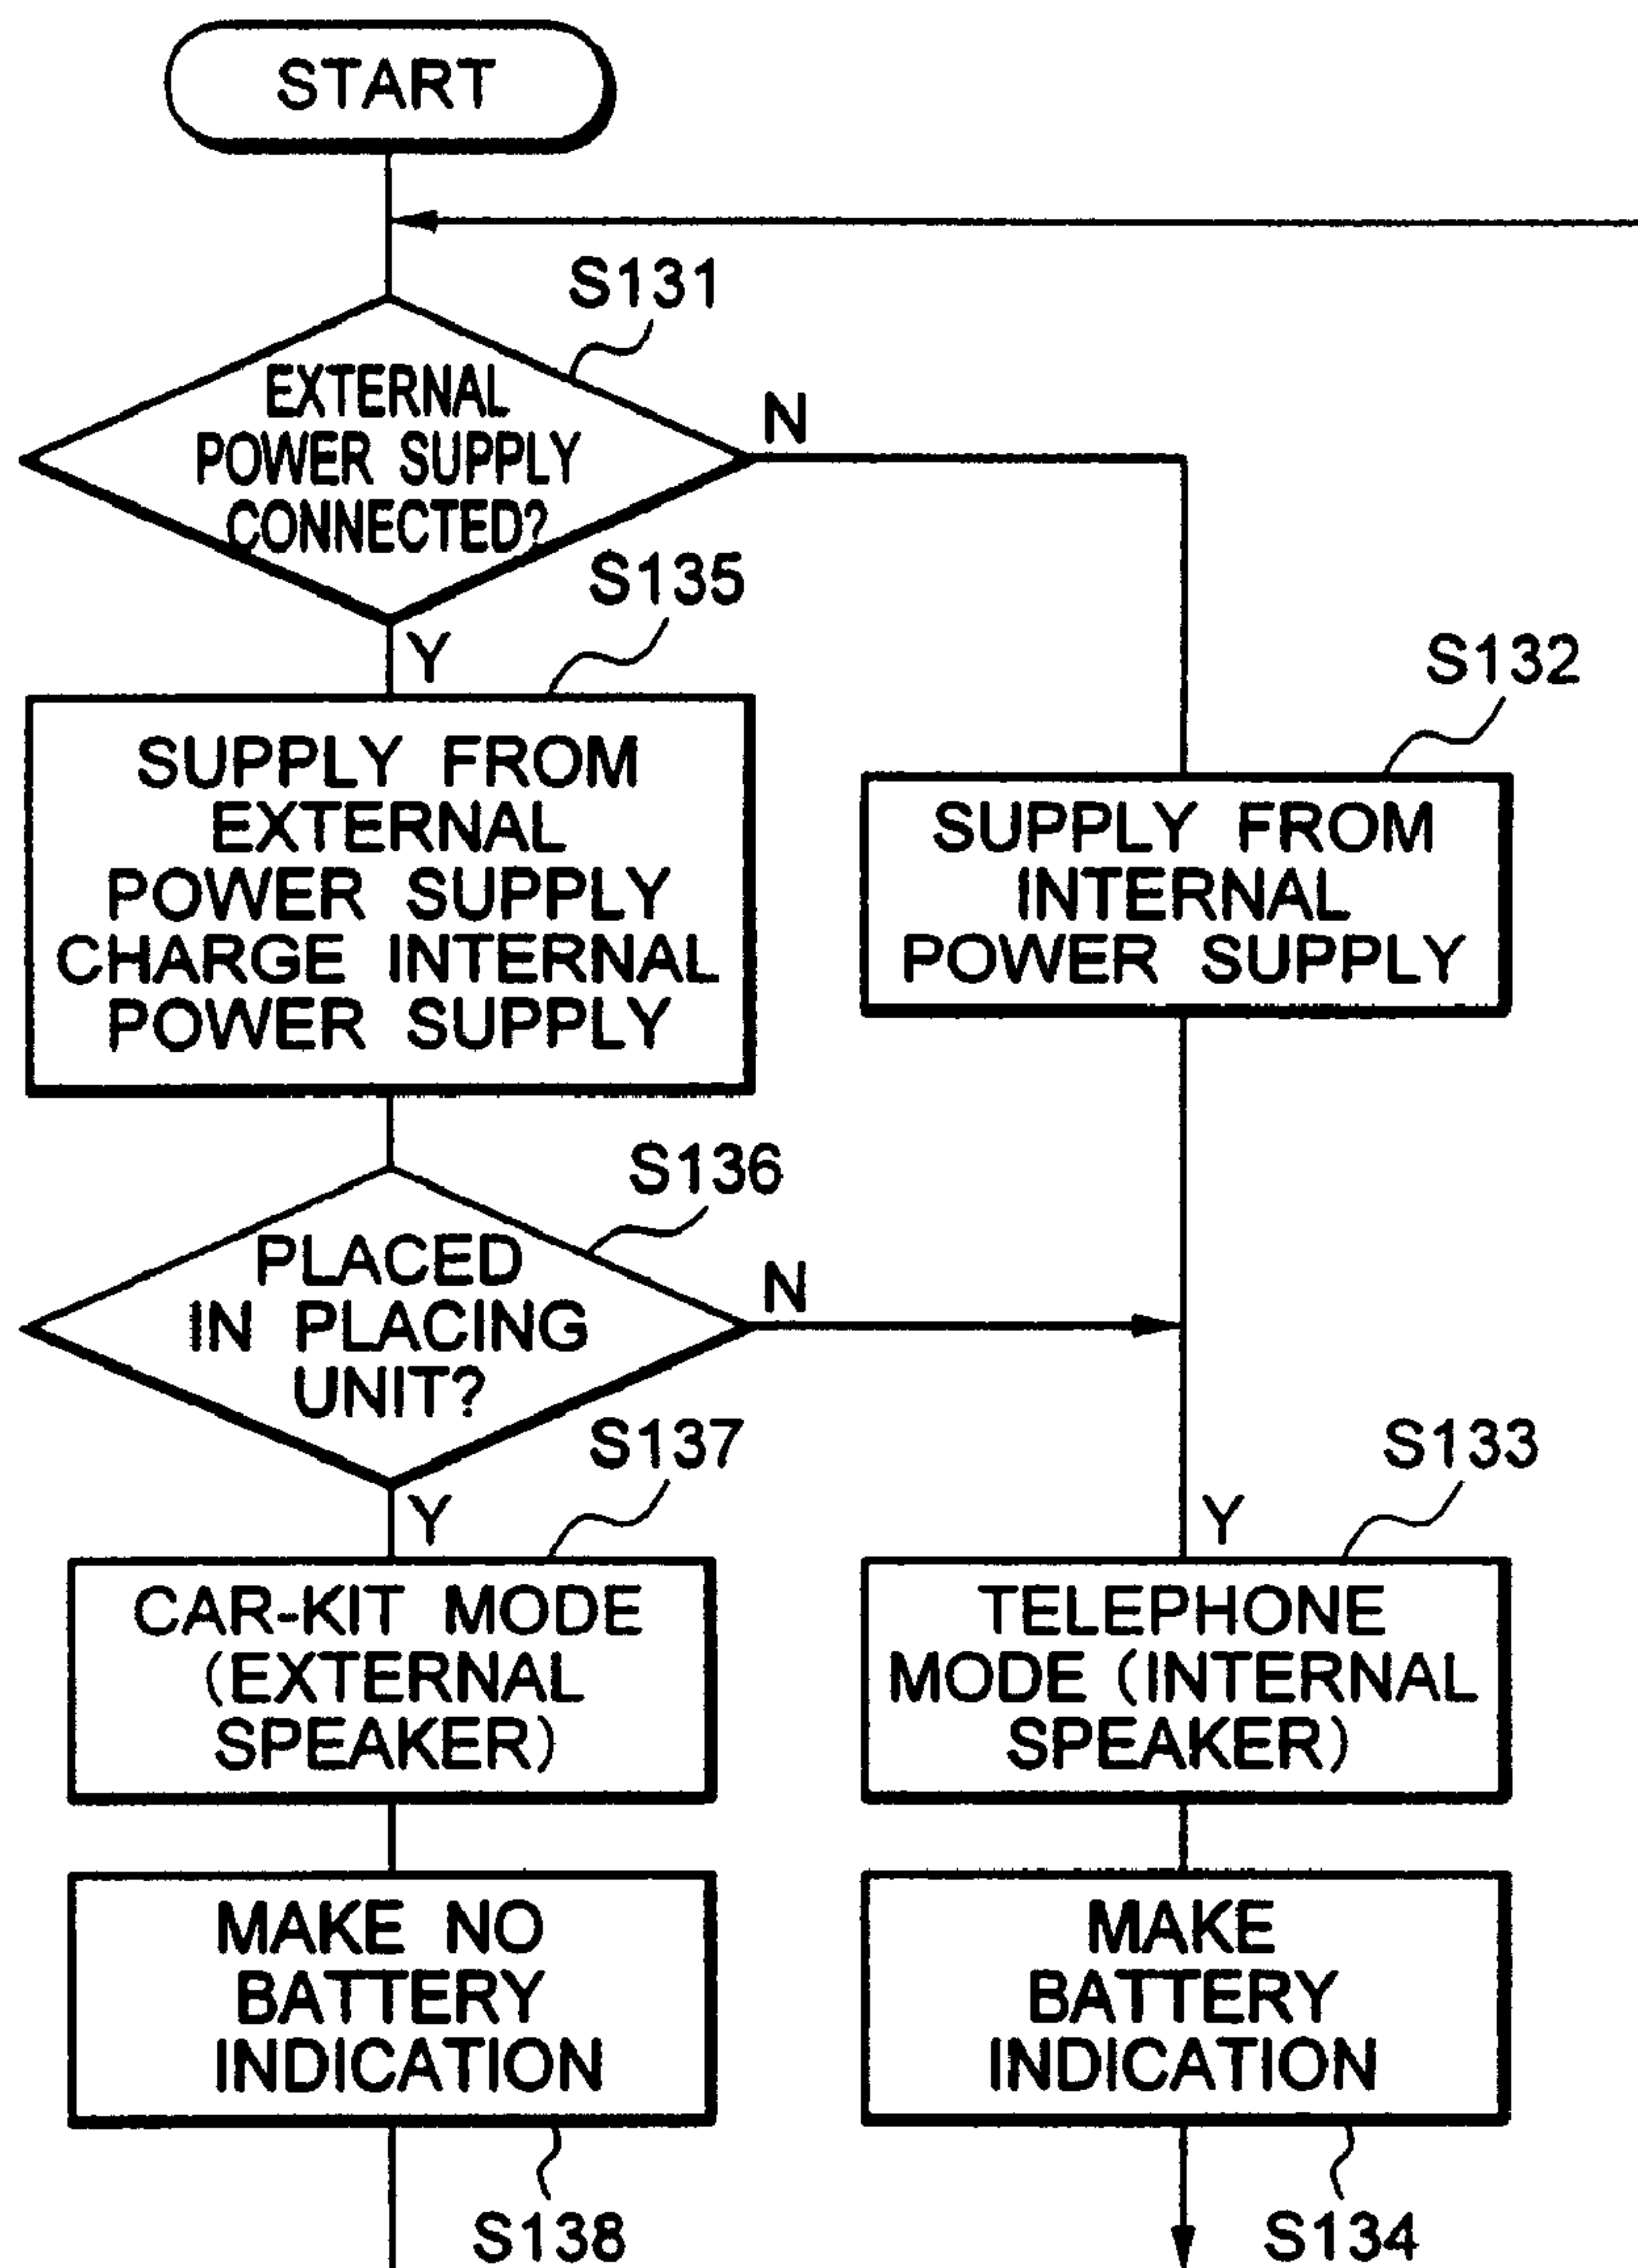 START
S131
EXTERNAL
POWER SUPPLY
CONNECTED?
N
S135
Y
S132
SUPPLY FROM
EXTERNAL
POWER SUPPLY
CHARGE INTERNAL
POWER SUPPLY
SUPPLY FROM
INTERNAL
POWER SUPPLY
S136
PLACED
IN PLACING
UNIT?
N
S137
Y
S133
Y
CAR-KIT MODE
(EXTERNAL
SPEAKER)
TELEPHONE
MODE (INTERNAL
SPEAKER)
MAKE NO
BATTERY
INDICATION
MAKE
BATTERY
INDICATION
S138
S134